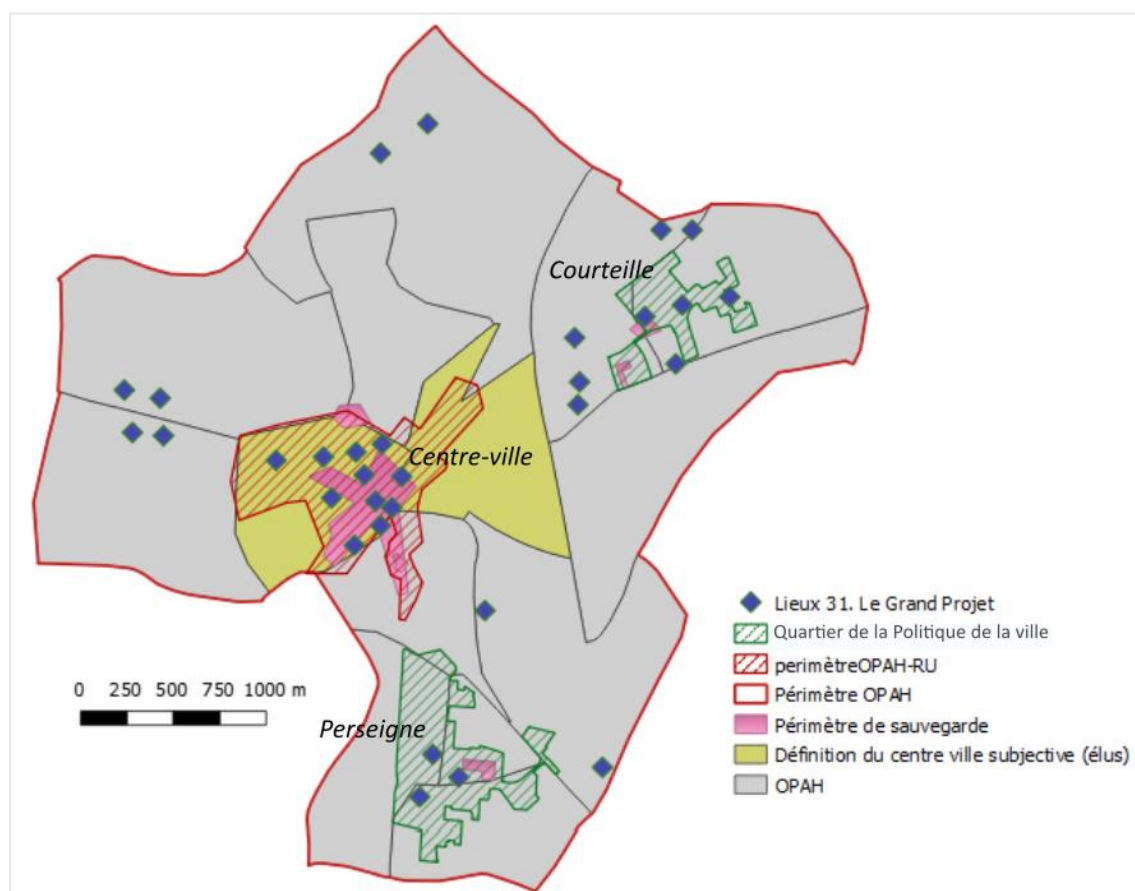 Courteille
Centre-ville
Perseigne
0 250 500 750 1000 m
Lieux 31. Le Grand Projet
Quartier de la Politique de la ville
perimètreOPAH-RU
Périmètre OPAH
Périmètre de sauvegarde
Définition du centre ville subjective (élus)
OPAH